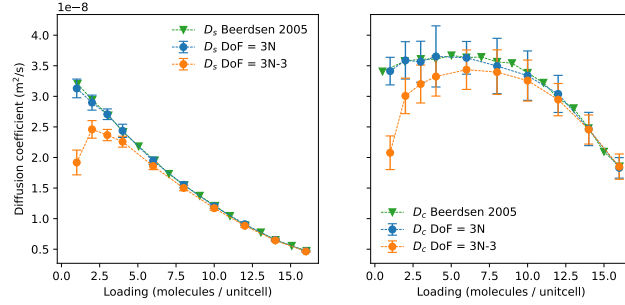 1e−8
D_s Beerdsen 2005
D_s DoF = 3N
D_s DoF = 3N-3
Diffusion coefficient (m²/s)
4.0
3.5
3.0
2.5
2.0
1.5
1.0
0.5
0.0 2.5 5.0 7.5 10.0 12.5 15.0
Loading (molecules / unitcell)
D_c Beerdsen 2005
D_c DoF = 3N
D_c DoF = 3N-3
0.0 2.5 5.0 7.5 10.0 12.5 15.0
Loading (molecules / unitcell)